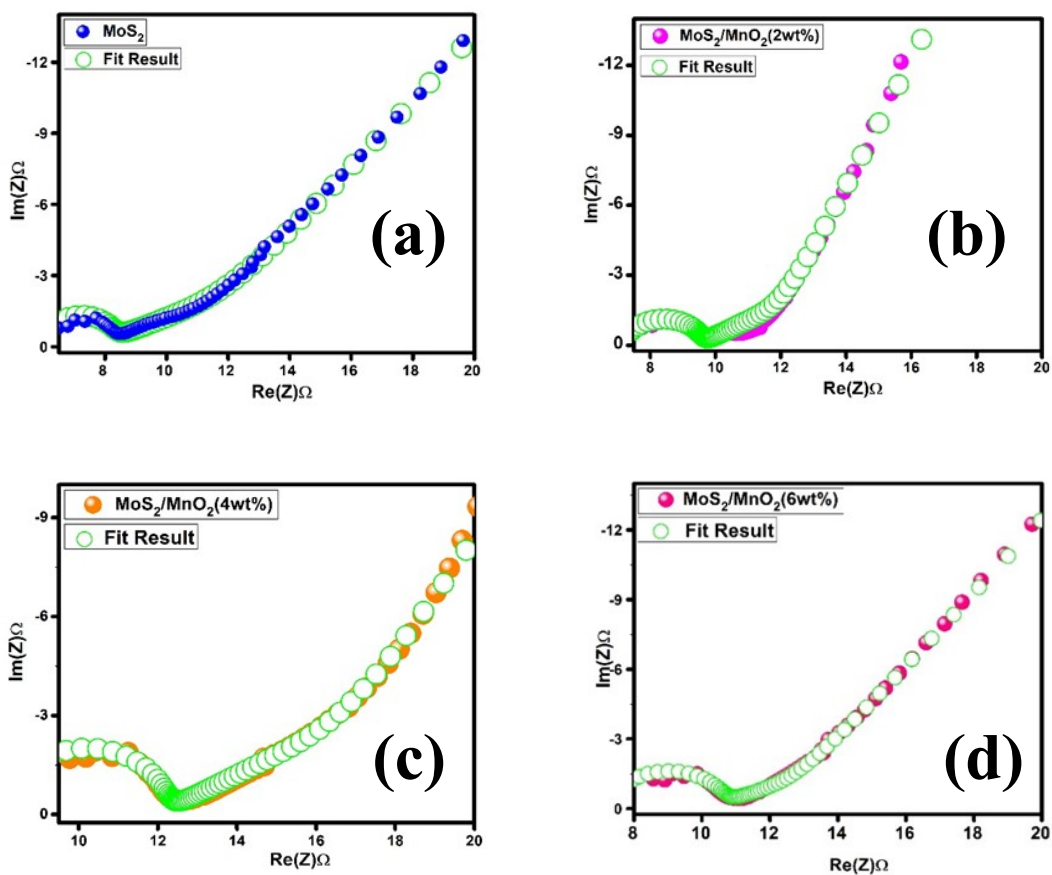 MoS₂
Fit Result
-12
-9
-6
-3
0
Im(Z)Ω
8 10 12 14 16 18 20
Re(Z)Ω
(a)
MoS₂/MnO₂(2wt%)
Fit Result
-12
-9
-6
-3
0
Im(Z)Ω
8 10 12 14 16 18 20
Re(Z)Ω
(b)
MoS₂/MnO₂(4wt%)
Fit Result
-9
-6
-3
0
Im(Z)Ω
10 12 14 16 18 20
Re(Z)Ω
(c)
MoS₂/MnO₂(6wt%)
Fit Result
-12
-9
-6
-3
0
Im(Z)Ω
8 10 12 14 16 18 20
Re(Z)Ω
(d)